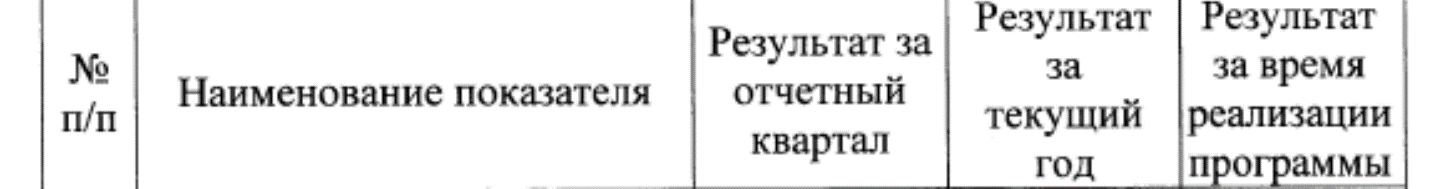 №
п/п
Наименование показателя
Результат за
отчетный
квартал
Результат
за
текущий
год
Результат
за время
реализации
программы